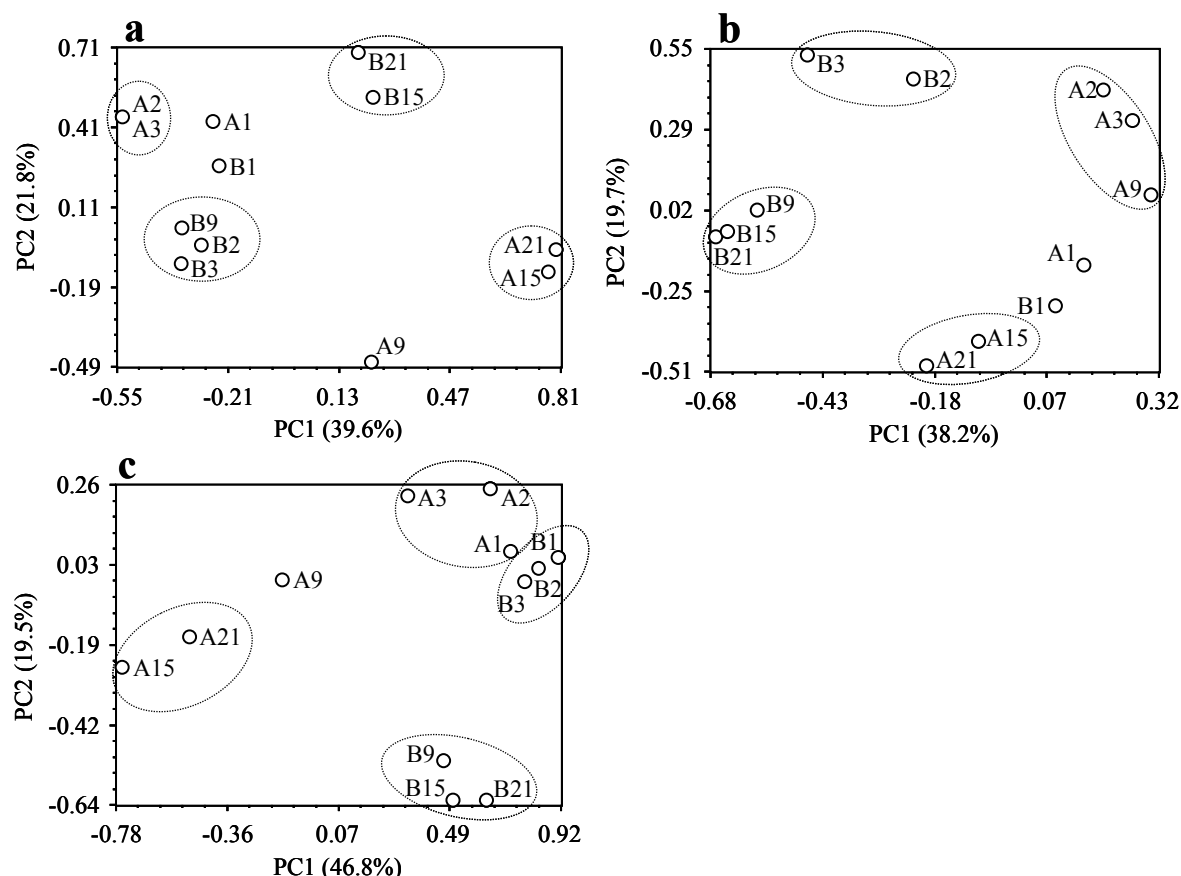 a
0.71
0.41
0.11
-0.19
-0.49
PC2 (21.8%)
B21
B15
A2
A3
A1
B1
B9
B2
B3
A21
A15
A9
-0.55 -0.21 0.13 0.47 0.81
PC1 (39.6%)
b
0.55
0.29
0.02
-0.25
-0.51
PC2 (19.7%)
B3
B2
A2
A3
A9
B9
B15
B21
A1
B1
A15
A21
-0.68 -0.43 -0.18 0.07 0.32
PC1 (38.2%)
c
0.26
0.03
-0.19
-0.42
-0.64
PC2 (19.5%)
A3 A2
A1 B1
B2
B3
A9
A21
A15
B9
B15 B21
-0.78 -0.36 0.07 0.49 0.92
PC1 (46.8%)